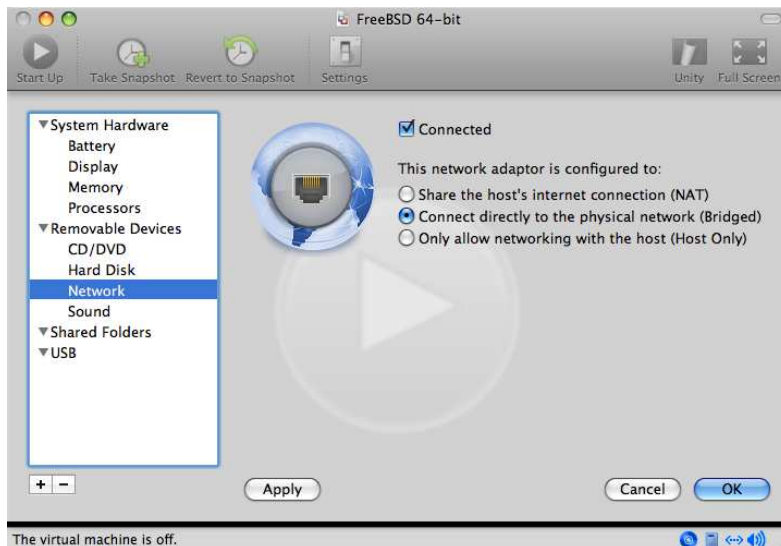 FreeBSD 64-bit
Start Up Take Snapshot Revert to Snapshot Settings Unity Full Screen
▼System Hardware
Battery
Display
Memory
Processors
▼Removable Devices
CD/DVD
Hard Disk
Network
Sound
▼Shared Folders
▼USB
Connected
This network adaptor is configured to:
Share the host's internet connection (NAT)
Connect directly to the physical network (Bridged)
Only allow networking with the host (Host Only)
+ −
Apply Cancel OK
The virtual machine is off.